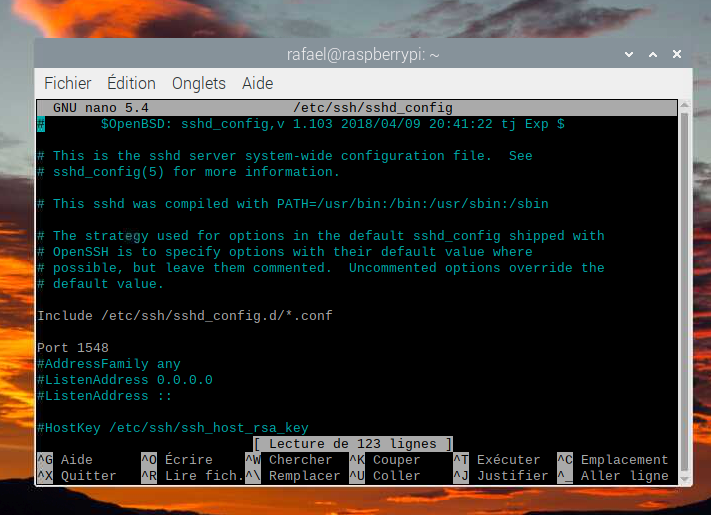 rafael@raspberrypi: ~
Fichier Édition Onglets Aide
GNU nano 5.4 /etc/ssh/sshd_config
# $OpenBSD: sshd_config,v 1.103 2018/04/09 20:41:22 tj Exp $
# This is the sshd server system-wide configuration file. See
# sshd_config(5) for more information.
# This sshd was compiled with PATH=/usr/bin:/bin:/usr/sbin:/sbin
# The strategy used for options in the default sshd_config shipped with
# OpenSSH is to specify options with their default value where
# possible, but leave them commented. Uncommented options override the
# default value.
Include /etc/ssh/sshd_config.d/*.conf
Port 1548
#AddressFamily any
#ListenAddress 0.0.0.0
#ListenAddress ::
#HostKey /etc/ssh/ssh_host_rsa_key
[ Lecture de 123 lignes ]
^G Aide ^O Écrire ^W Chercher ^K Couper ^T Exécuter ^C Emplacement
^X Quitter ^R Lire fich. ^\ Remplacer ^U Coller ^J Justifier ^_ Aller ligne